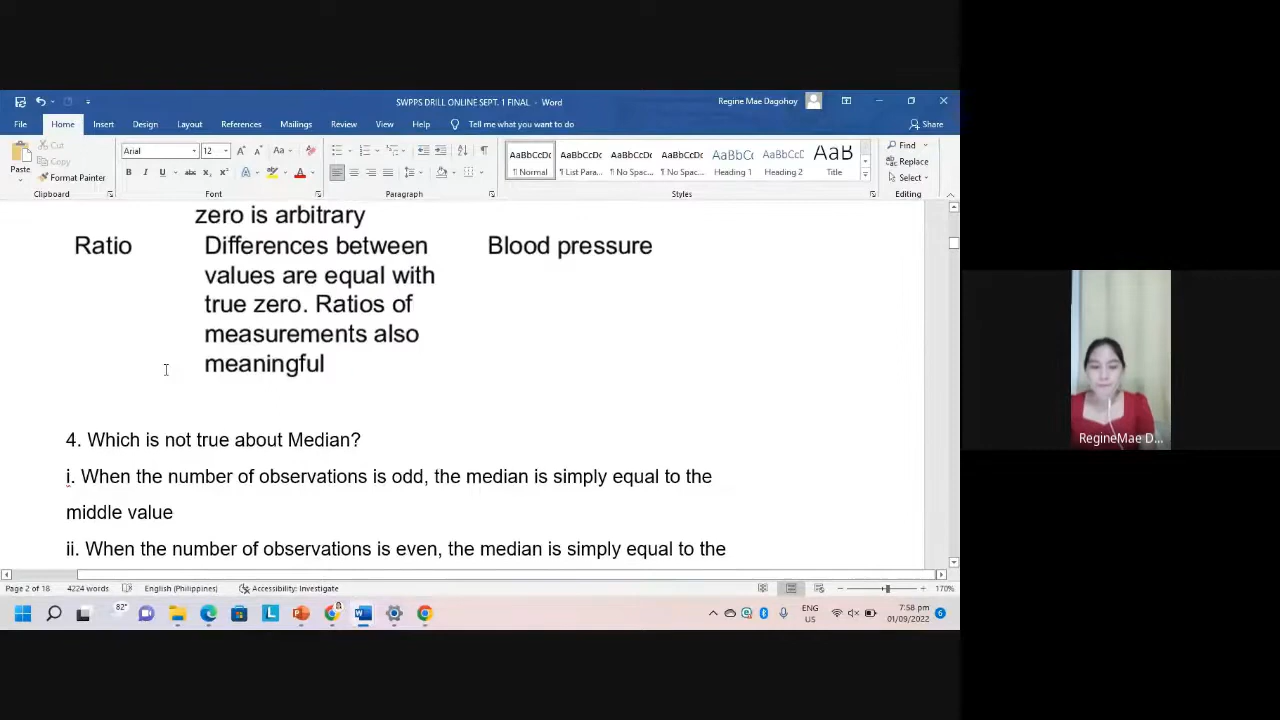 SWPPS DRILL ONLINE SEPT. 1 FINAL - Word
Regine Mae Dagohoy
File Home Insert Design Layout References Mailings Review View Help Tell me what you want to do Share
Paste
Cut
Copy
Format Painter
Arial 12
AaBbCcDc AaBbCcDc AaBbCcDc AaBbCcDc AaBbCc AaBbCcD AaBb
¶ Normal ¶ List Para... ¶ No Spac... ¶ No Spac... Heading 1 Heading 2 Title
Find
Replace
Select
Clipboard Font Paragraph Styles Editing
zero is arbitrary
Ratio Differences between Blood pressure
values are equal with
true zero. Ratios of
measurements also
meaningful
4. Which is not true about Median?
i. When the number of observations is odd, the median is simply equal to the
middle value
ii. When the number of observations is even, the median is simply equal to the
Page 2 of 18 4224 words English (Philippines) Accessibility: Investigate 170%
82° ENG US 7:58 pm 01/09/2022 6
RegineMae D...